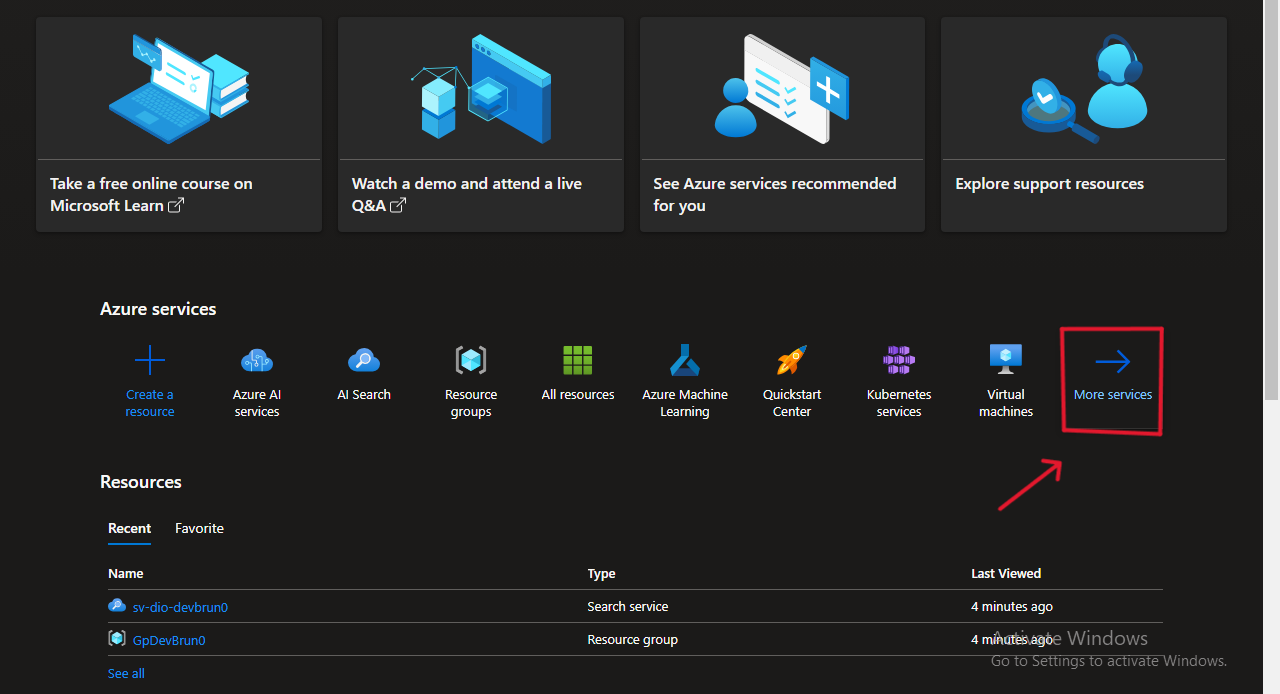 Take a free online course on
Microsoft Learn
Watch a demo and attend a live
Q&A
See Azure services recommended
for you
Explore support resources
Azure services
Create a
resource
Azure AI
services
AI Search
Resource
groups
All resources
Azure Machine
Learning
Quickstart
Center
Kubernetes
services
Virtual
machines
More services
Resources
Recent Favorite
Name Type Last Viewed
sv-dio-devbrun0 Search service 4 minutes ago
GpDevBrun0 Resource group 4 minutes ago
See all
Activate Windows
Go to Settings to activate Windows.